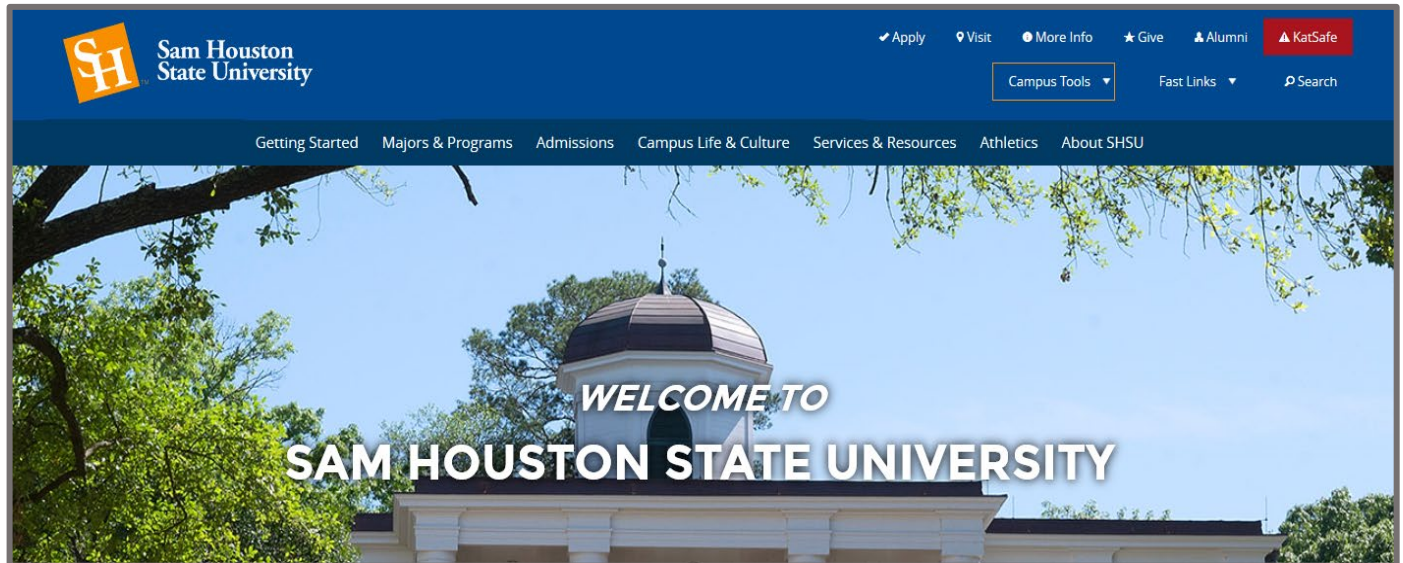 SH
Sam Houston
State University
TM
Apply Visit More Info Give Alumni KatSafe
Campus Tools Fast Links Search
Getting Started Majors & Programs Admissions Campus Life & Culture Services & Resources Athletics About SHSU
WELCOME TO
SAM HOUSTON STATE UNIVERSITY